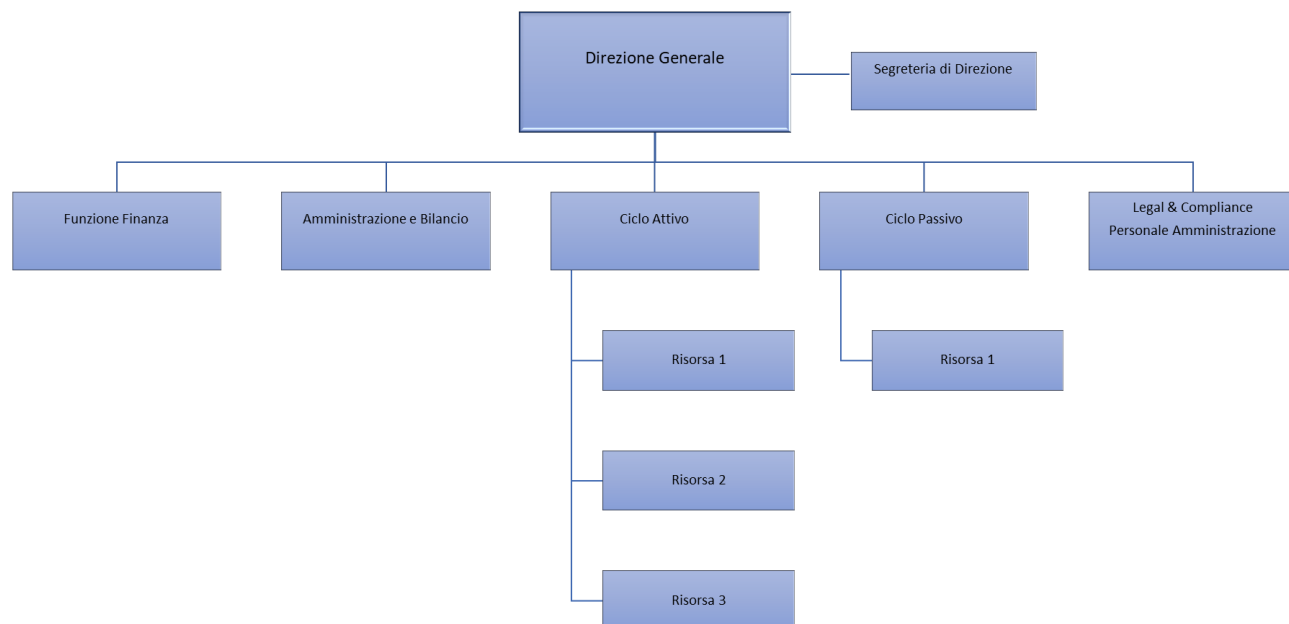 Direzione Generale
Segreteria di Direzione
Funzione Finanza
Amministrazione e Bilancio
Ciclo Attivo
Ciclo Passivo
Legal & Compliance
Personale Amministrazione
Risorsa 1
Risorsa 1
Risorsa 2
Risorsa 3